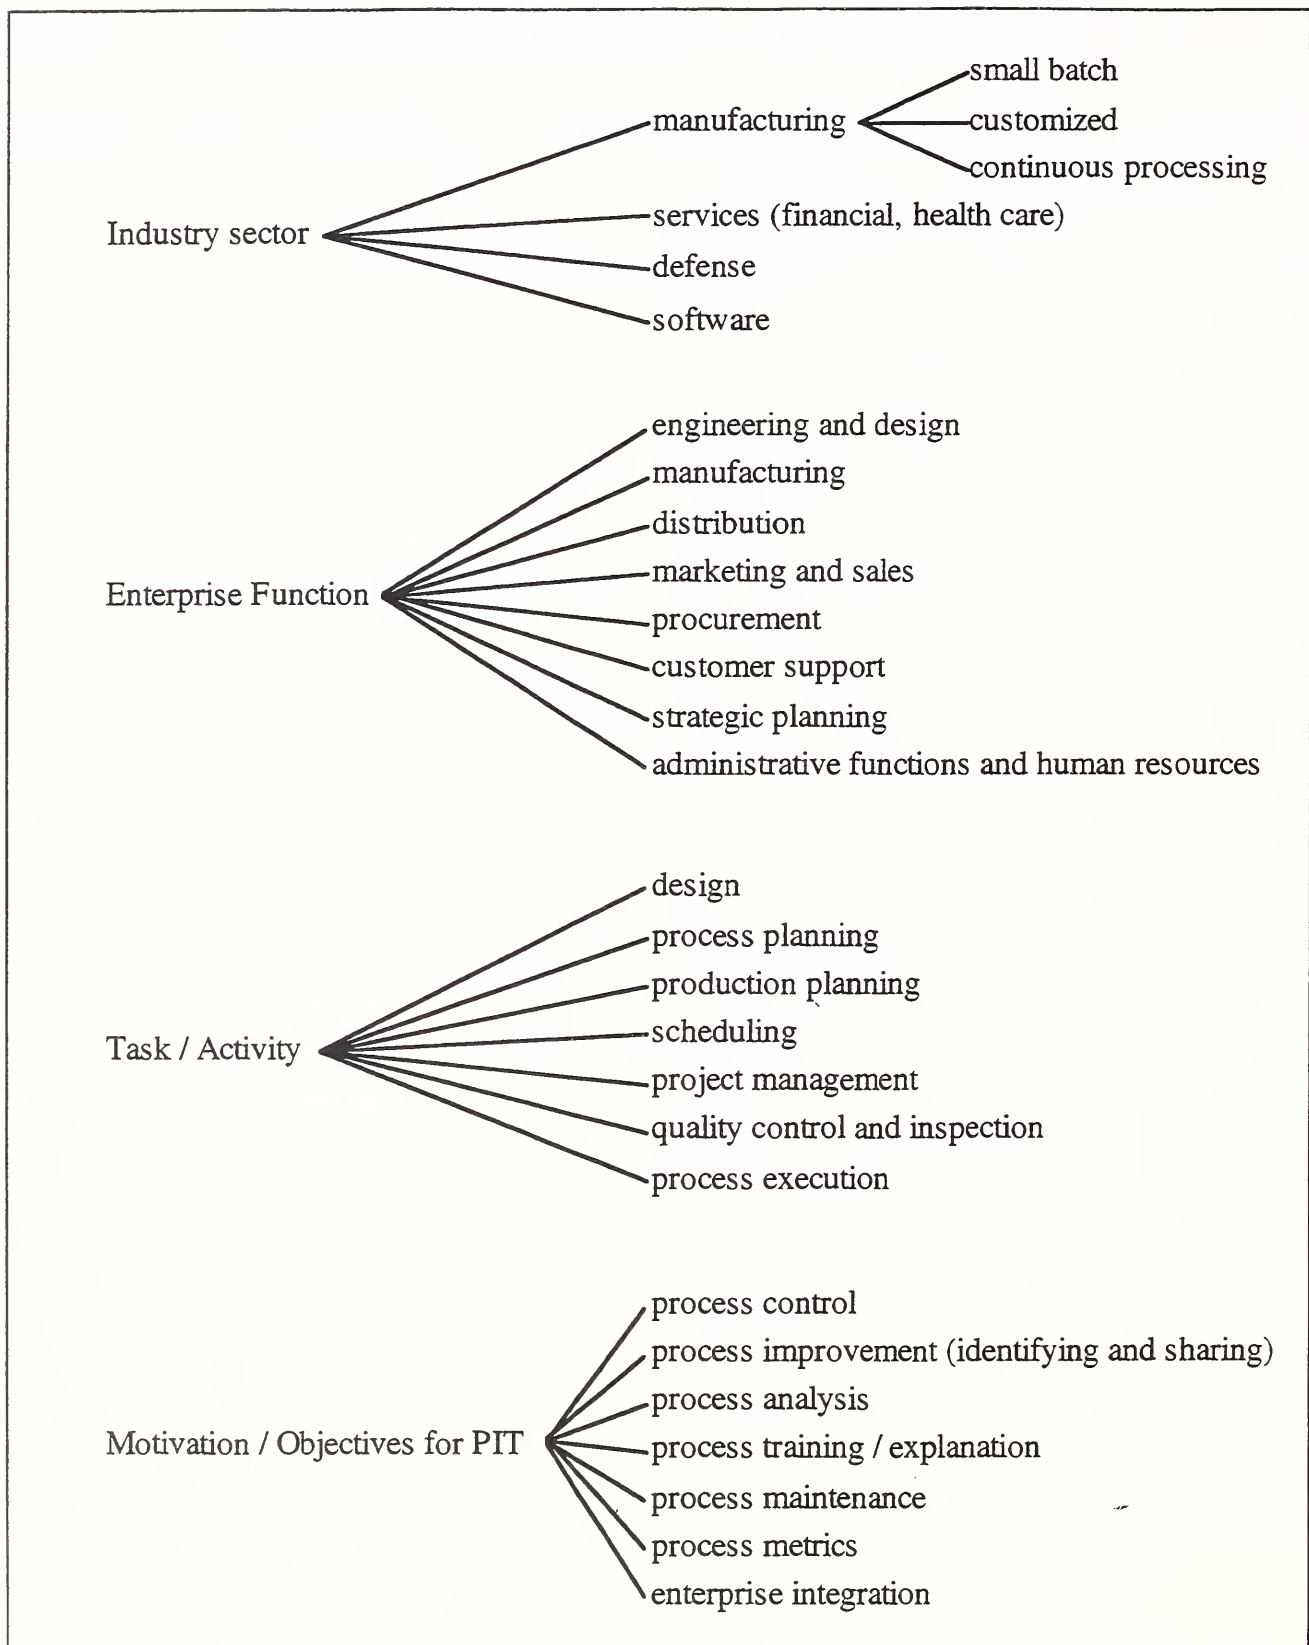 small batch
manufacturing
customized
continuous processing
services (financial, health care)
Industry sector
defense
software
engineering and design
manufacturing
distribution
marketing and sales
Enterprise Function
procurement
customer support
strategic planning
administrative functions and human resources
design
process planning
production planning
scheduling
Task / Activity
project management
quality control and inspection
process execution
process control
process improvement (identifying and sharing)
process analysis
Motivation / Objectives for PIT
process training / explanation
process maintenance
process metrics
enterprise integration